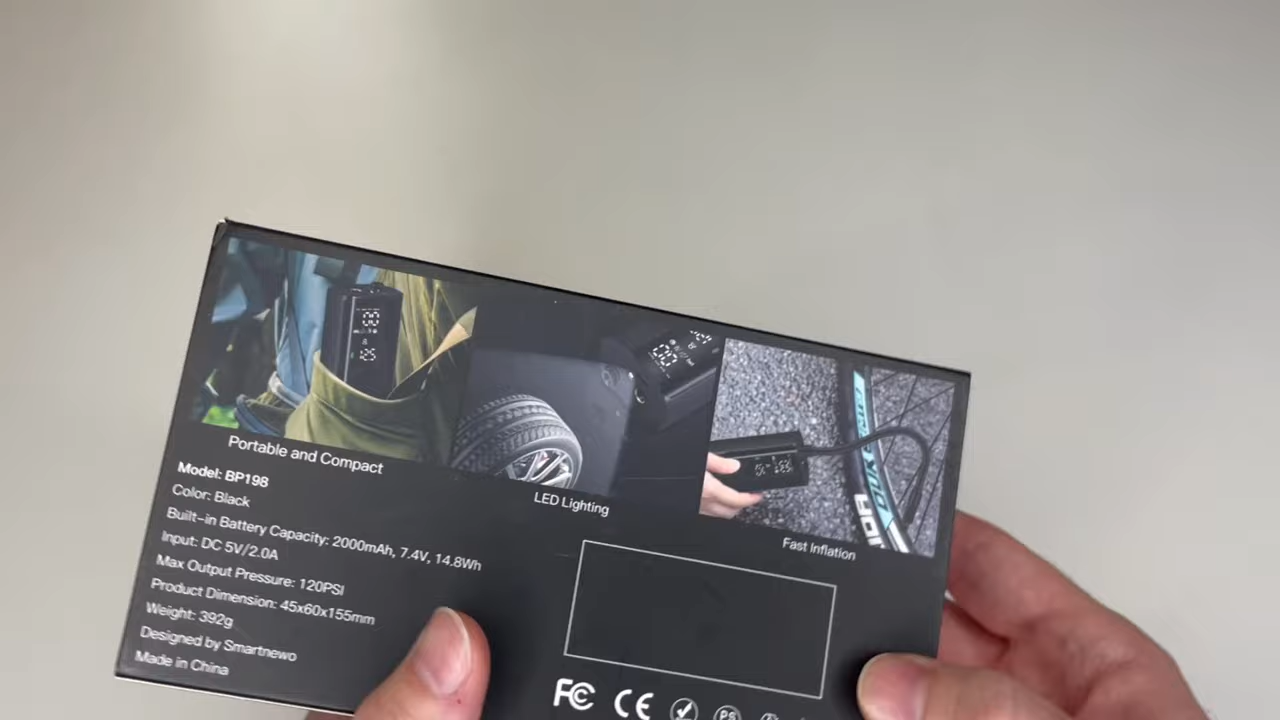 Portable and Compact
LED Lighting
Fast Inflation
Model: BP198
Color: Black
Built-in Battery Capacity: 2000mAh, 7.4V, 14.8Wh
Input: DC 5V/2.0A
Max Output Pressure: 120PSI
Product Dimension: 45x60x155mm
Weight: 392g
Designed by Smartnewo
Made in China
FC CE PS